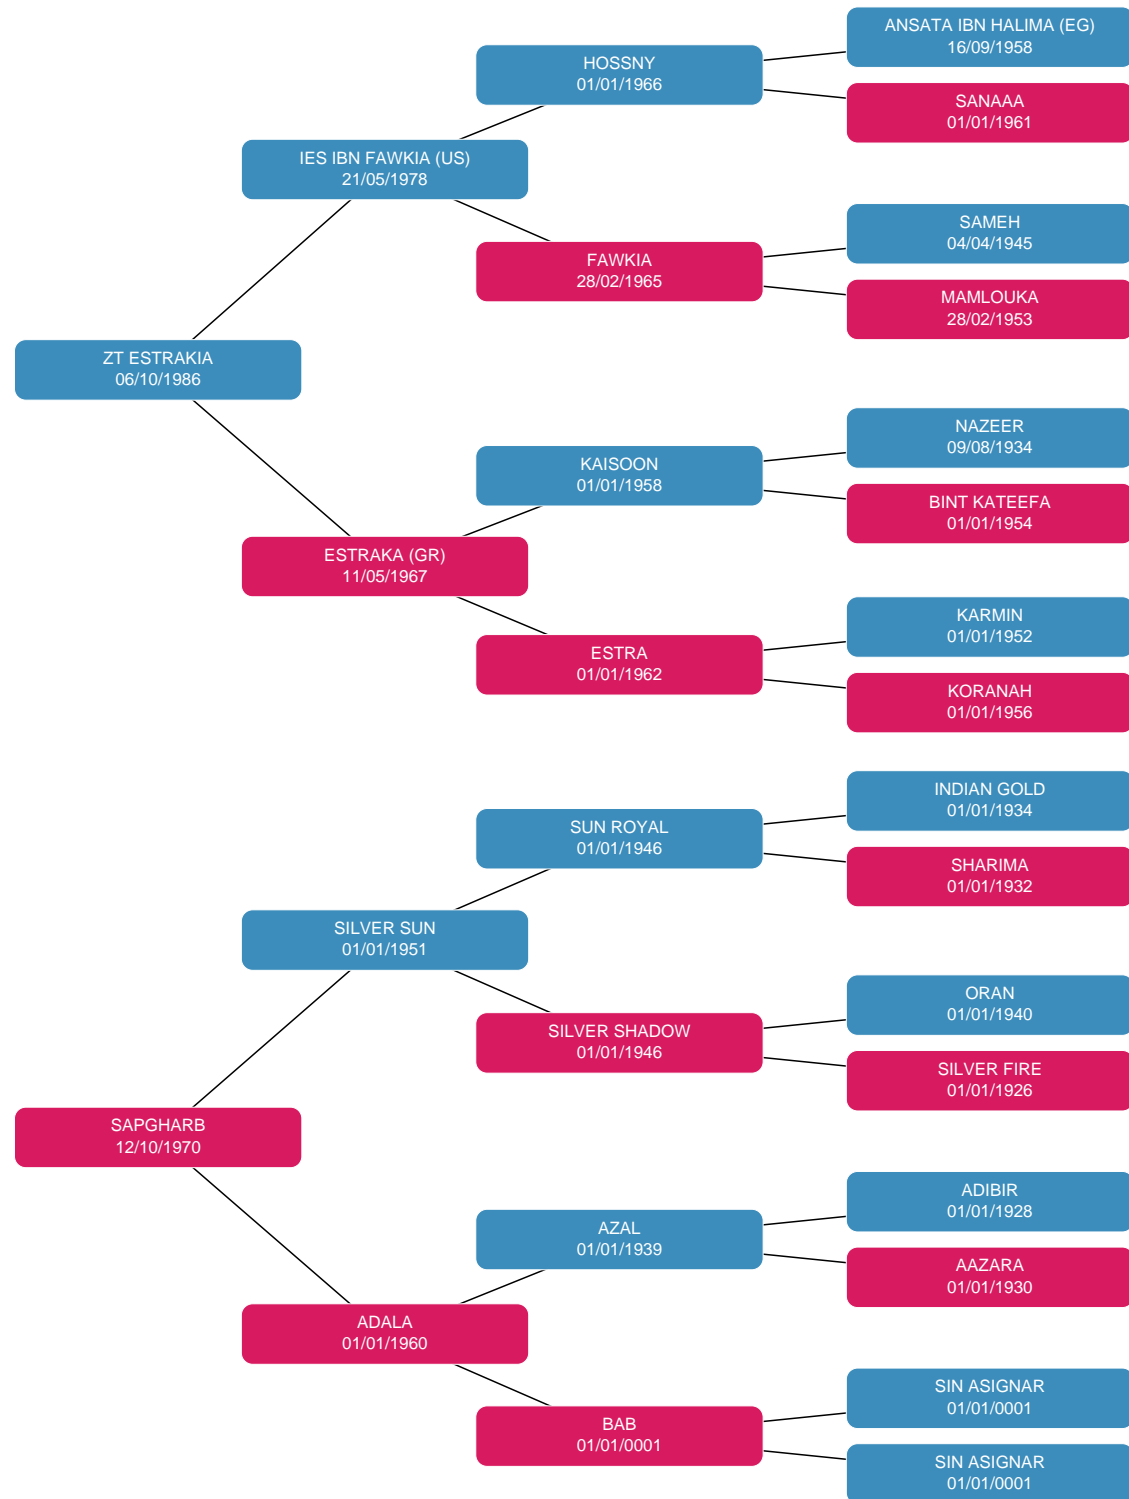 ANSATA IBN HALIMA (EG)
16/09/1958
HOSSNY
01/01/1966
SANAAA
01/01/1961
IES IBN FAWKIA (US)
21/05/1978
SAMEH
04/04/1945
FAWKIA
28/02/1965
MAMLOUKA
28/02/1953
ZT ESTRAKIA
06/10/1986
NAZEER
09/08/1934
KAISOON
01/01/1958
BINT KATEEFA
01/01/1954
ESTRAKA (GR)
11/05/1967
KARMIN
01/01/1952
ESTRA
01/01/1962
KORANAH
01/01/1956
INDIAN GOLD
01/01/1934
SUN ROYAL
01/01/1946
SHARIMA
01/01/1932
SILVER SUN
01/01/1951
ORAN
01/01/1940
SILVER SHADOW
01/01/1946
SILVER FIRE
01/01/1926
SAPGHARB
12/10/1970
ADIBIR
01/01/1928
AZAL
01/01/1939
AAZARA
01/01/1930
ADALA
01/01/1960
SIN ASIGNAR
01/01/0001
BAB
01/01/0001
SIN ASIGNAR
01/01/0001